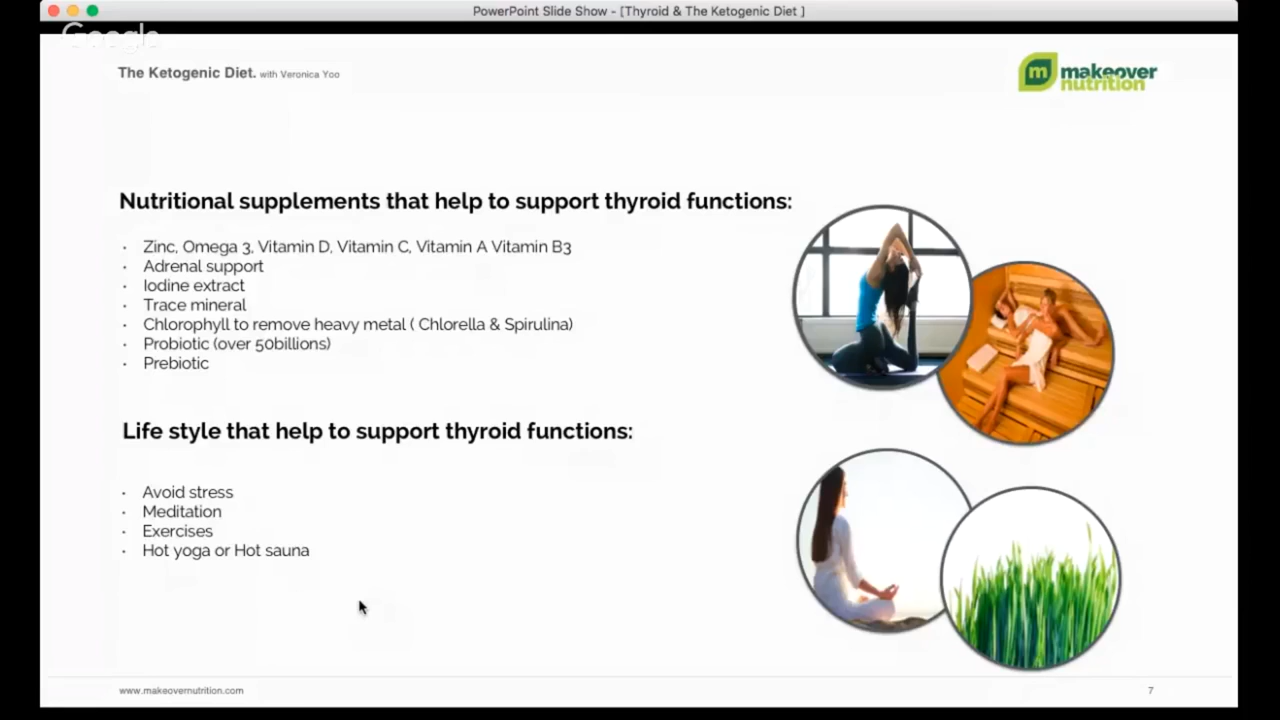 PowerPoint Slide Show - [Thyroid & The Ketogenic Diet ]
Google
The Ketogenic Diet. with Veronica Yoo
m makeover
nutrition
Nutritional supplements that help to support thyroid functions:
· Zinc, Omega 3, Vitamin D, Vitamin C, Vitamin A Vitamin B3
· Adrenal support
· Iodine extract
· Trace mineral
· Chlorophyll to remove heavy metal ( Chlorella & Spirulina)
· Probiotic (over 50billions)
· Prebiotic
Life style that help to support thyroid functions:
· Avoid stress
· Meditation
· Exercises
· Hot yoga or Hot sauna
www.makeovernutrition.com
7